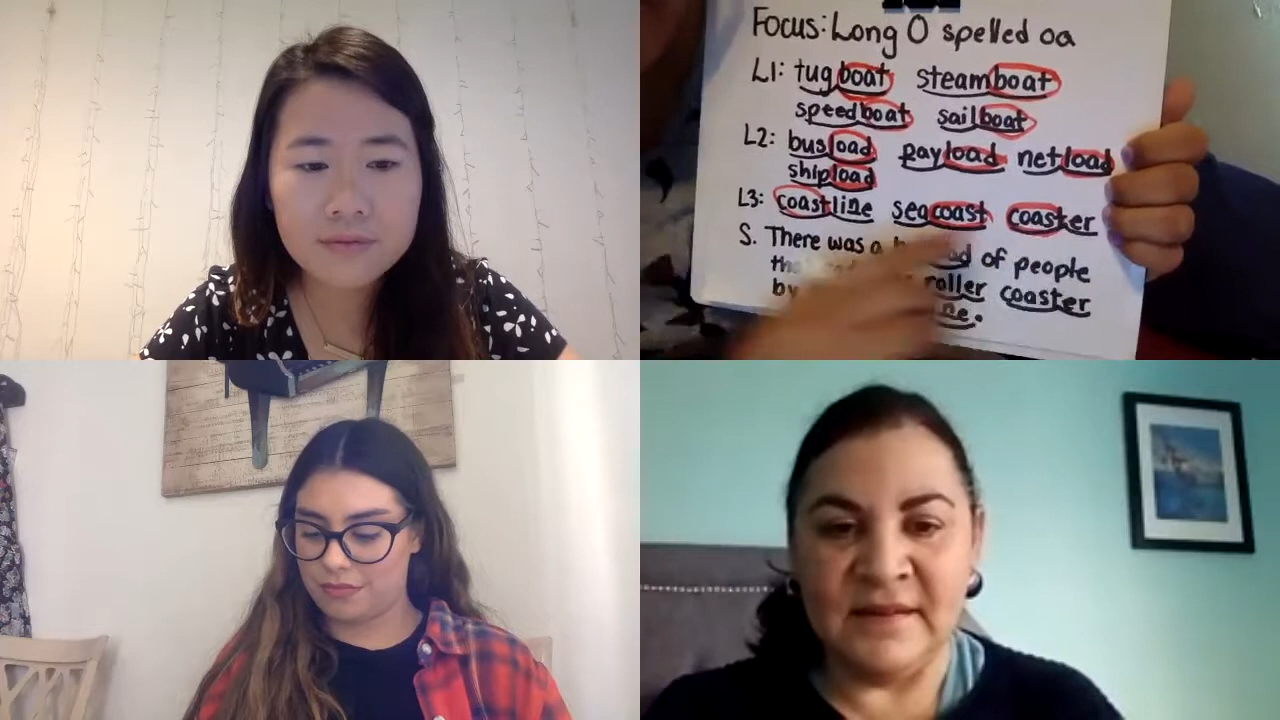 Focus: Long O spelled oa
L1: tugboat steamboat
speedboat sailboat
L2: busload payload netload
shipload
L3: coastline seacoast coaster
S. There was a of people
roller coaster
by